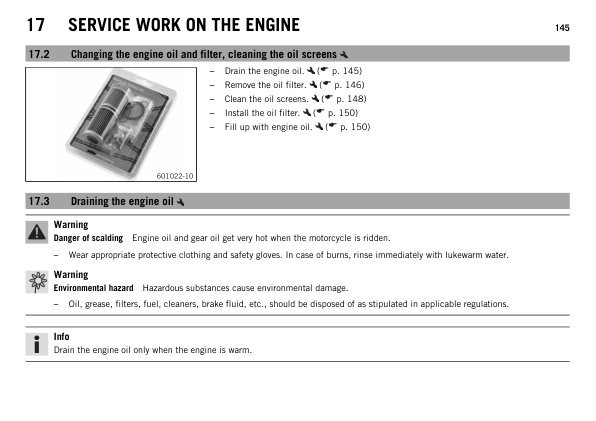 17 SERVICE WORK ON THE ENGINE 145
17.2 Changing the engine oil and filter, cleaning the oil screens
– Drain the engine oil. ( p. 145)
– Remove the oil filter. ( p. 146)
– Clean the oil screens. ( p. 148)
– Install the oil filter. ( p. 150)
– Fill up with engine oil. ( p. 150)
601022-10
17.3 Draining the engine oil
Warning
Danger of scalding Engine oil and gear oil get very hot when the motorcycle is ridden.
– Wear appropriate protective clothing and safety gloves. In case of burns, rinse immediately with lukewarm water.
Warning
Environmental hazard Hazardous substances cause environmental damage.
– Oil, grease, filters, fuel, cleaners, brake fluid, etc., should be disposed of as stipulated in applicable regulations.
Info
Drain the engine oil only when the engine is warm.